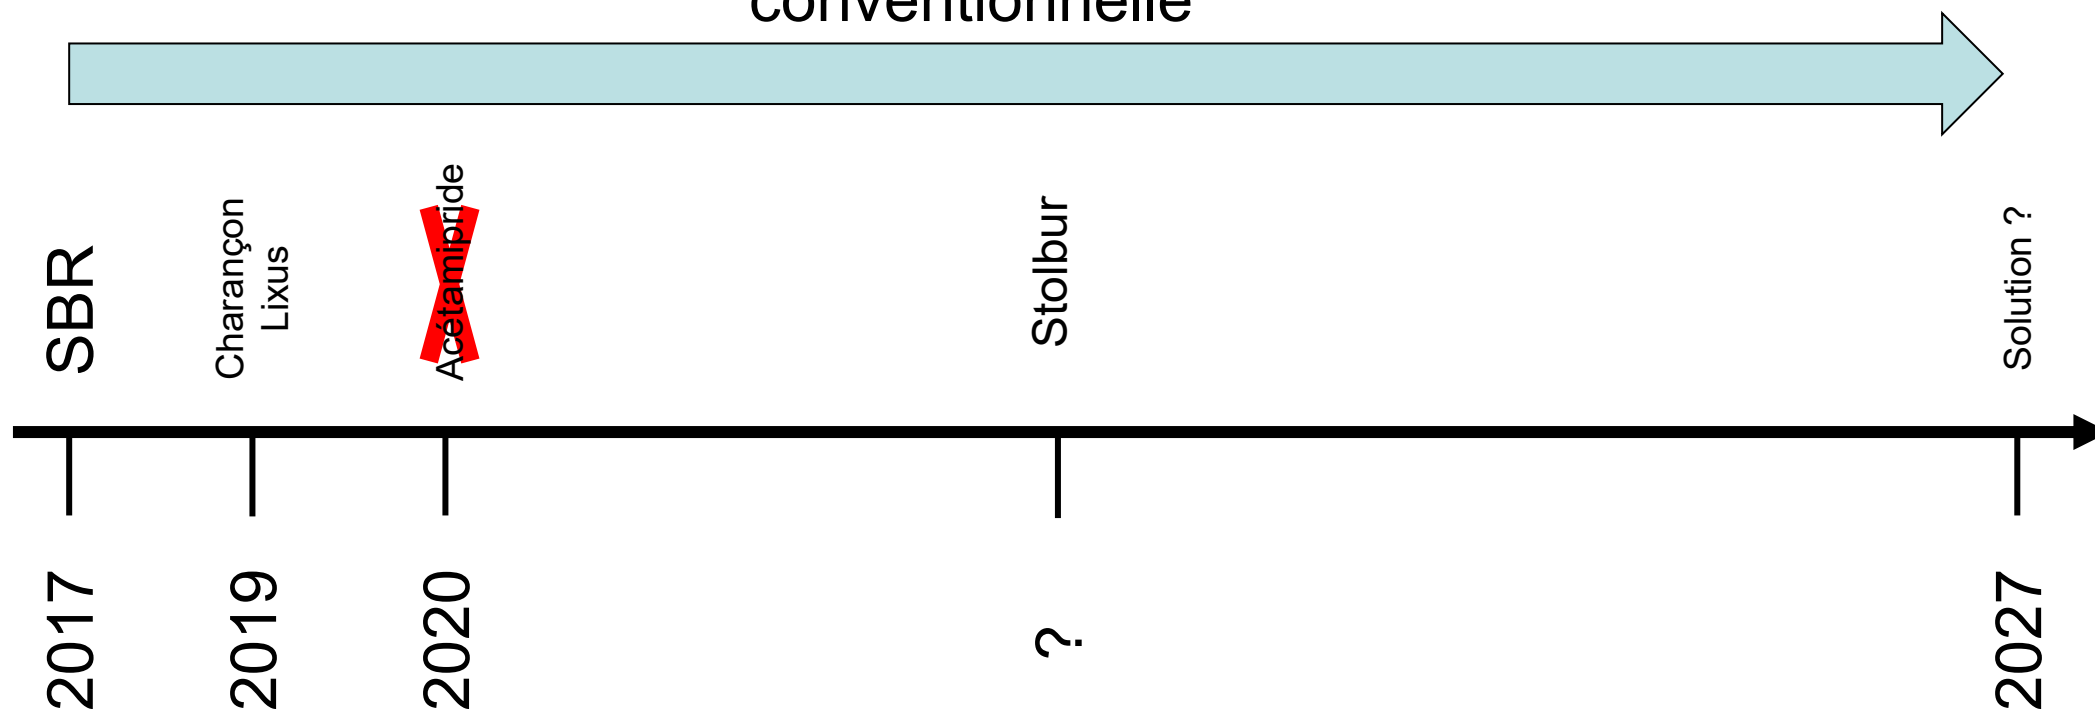 conventionnelle
SBR
Charançon
Lixus
Acétamipride
Stolbur
Solution ?
2017
2019
2020
?
2027